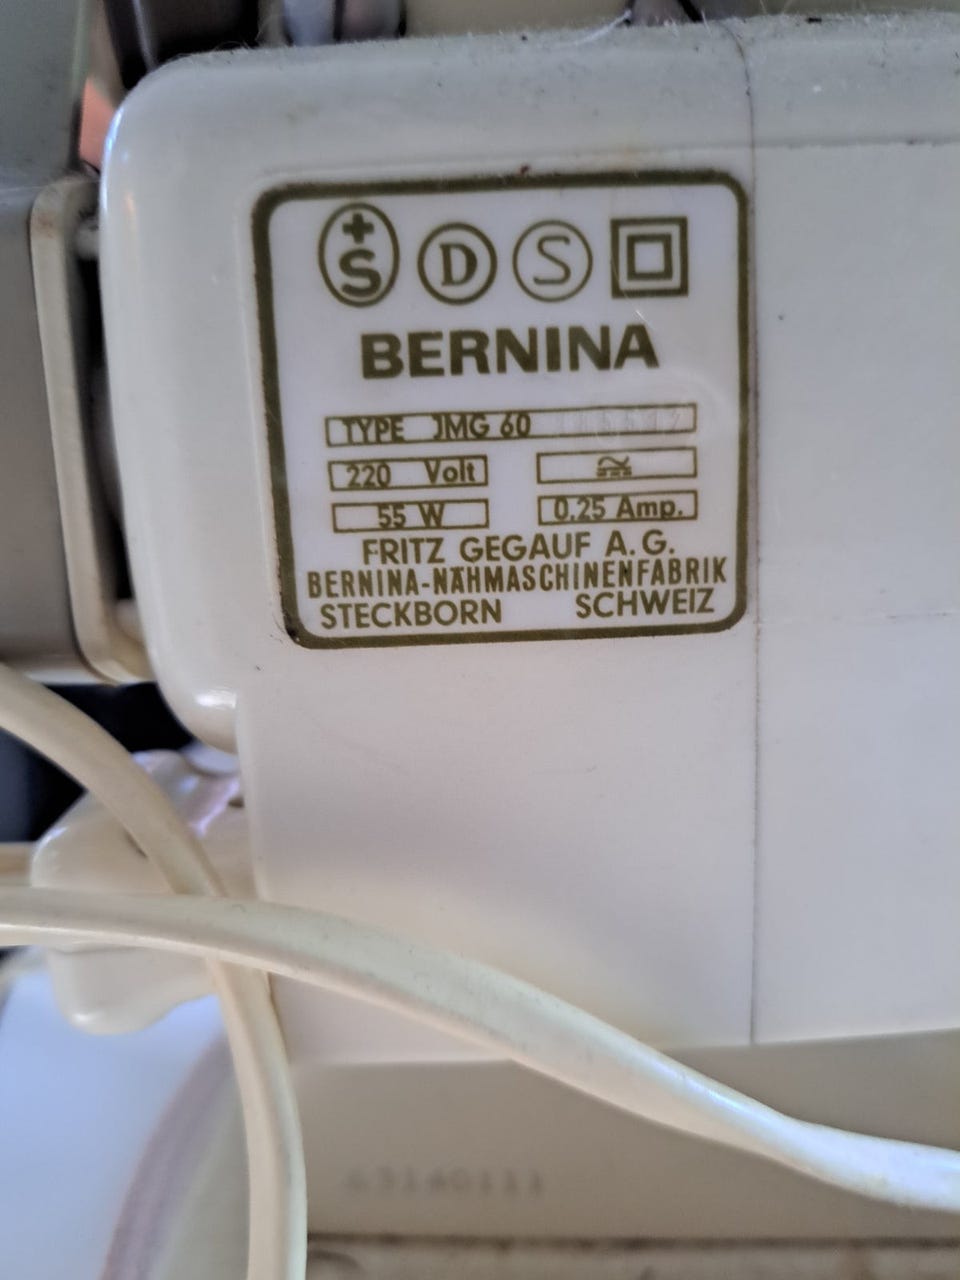 +S D S
BERNINA
TYPE JMG 60
220 Volt
55 W 0.25 Amp.
FRITZ GEGAUF A.G.
BERNINA-NÄHMASCHINENFABRIK
STECKBORN SCHWEIZ